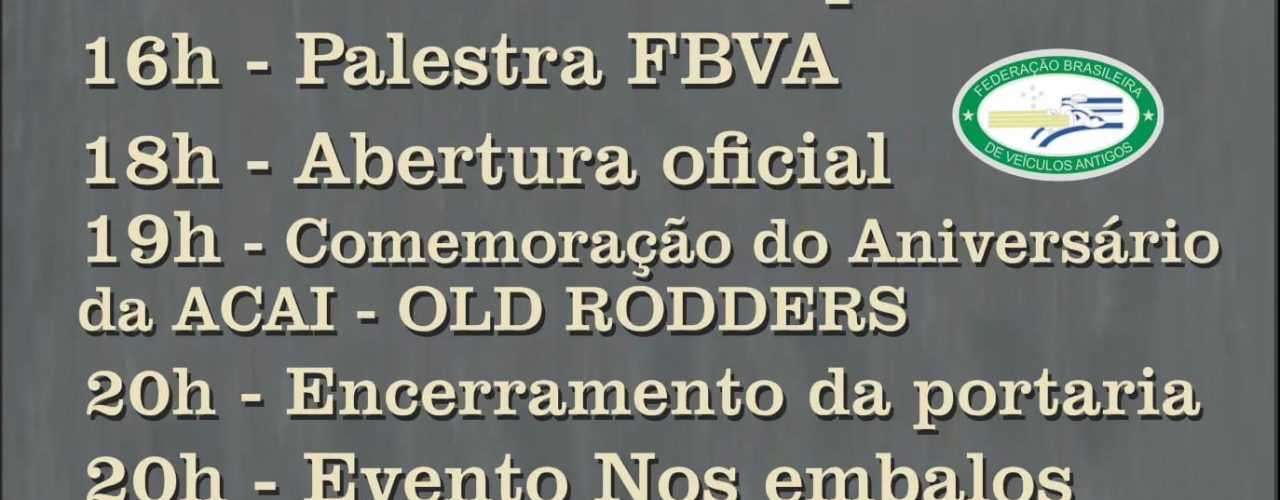 16h - Palestra FBVA
FEDERAÇÃO BRASILEIRA
DE VEÍCULOS ANTIGOS
18h - Abertura oficial
19h - Comemoração do Aniversário
da ACAI - OLD RODDERS
20h - Encerramento da portaria
20h - Evento Nos embalos